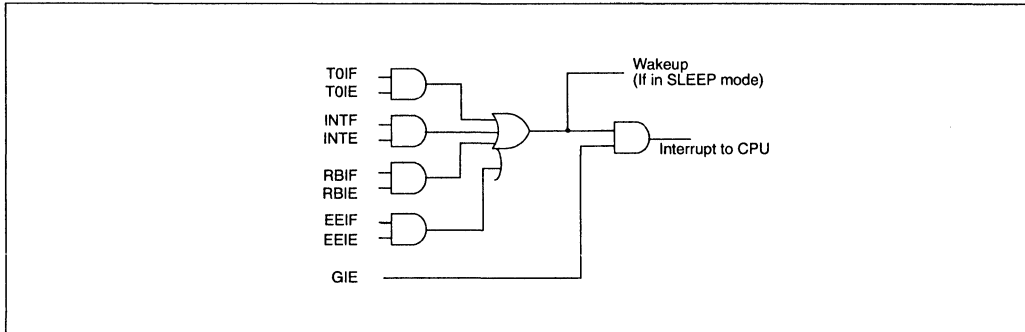 T0IF
T0IE
INTF
INTE
RBIF
RBIE
EEIF
EEIE
GIE
Wakeup
(If in SLEEP mode)
Interrupt to CPU